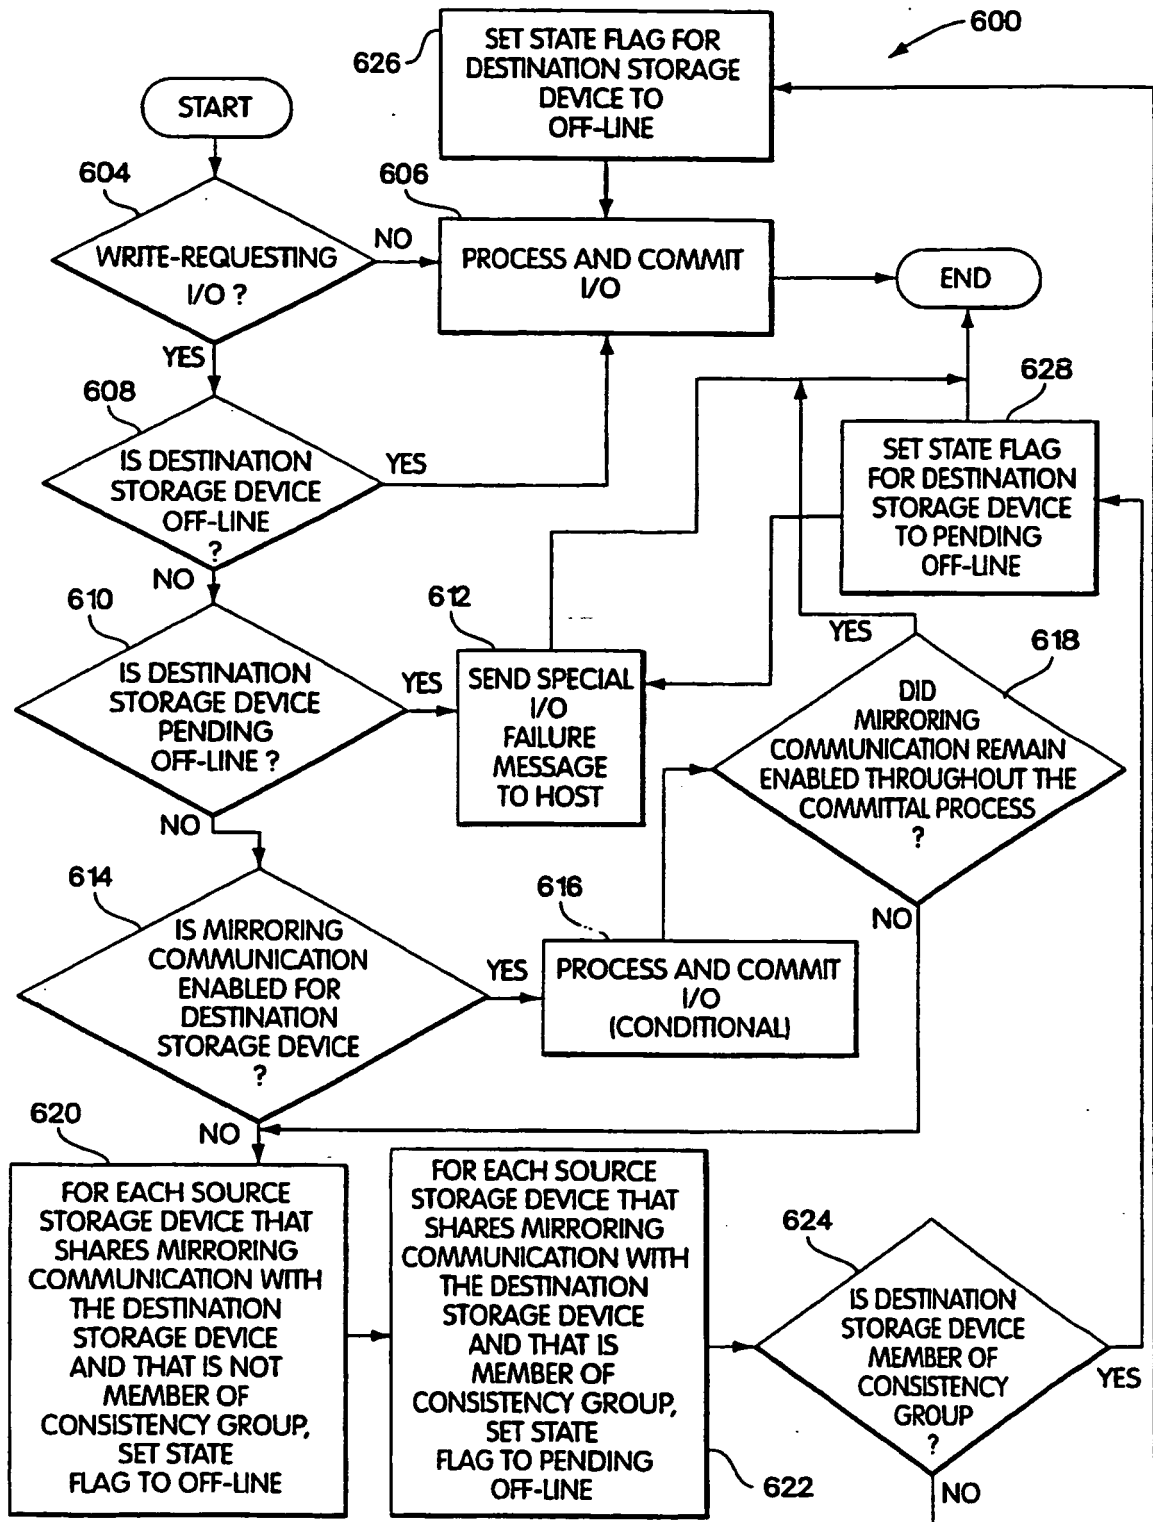 600
626
SET STATE FLAG FOR
DESTINATION STORAGE
DEVICE TO
OFF-LINE
START
604
WRITE-REQUESTING
I/O ?
NO
606
PROCESS AND COMMIT
I/O
END
YES
608
IS DESTINATION
STORAGE DEVICE
OFF-LINE
?
YES
NO
628
SET STATE FLAG
FOR DESTINATION
STORAGE DEVICE
TO PENDING
OFF-LINE
610
IS DESTINATION
STORAGE DEVICE
PENDING
OFF-LINE ?
YES
NO
612
SEND SPECIAL
I/O
FAILURE
MESSAGE
TO HOST
YES
618
DID
MIRRORING
COMMUNICATION REMAIN
ENABLED THROUGHOUT THE
COMMITTAL PROCESS
?
NO
614
IS MIRRORING
COMMUNICATION
ENABLED FOR
DESTINATION
STORAGE DEVICE
?
YES
NO
616
PROCESS AND COMMIT
I/O
(CONDITIONAL)
620
FOR EACH SOURCE
STORAGE DEVICE THAT
SHARES MIRRORING
COMMUNICATION WITH
THE DESTINATION
STORAGE DEVICE
AND THAT IS NOT
MEMBER OF
CONSISTENCY GROUP,
SET STATE
FLAG TO OFF-LINE
FOR EACH SOURCE
STORAGE DEVICE THAT
SHARES MIRRORING
COMMUNICATION WITH
THE DESTINATION
STORAGE DEVICE
AND THAT IS
MEMBER OF
CONSISTENCY GROUP,
SET STATE
FLAG TO PENDING
OFF-LINE
622
624
IS DESTINATION
STORAGE DEVICE
MEMBER OF
CONSISTENCY
GROUP
?
YES
NO